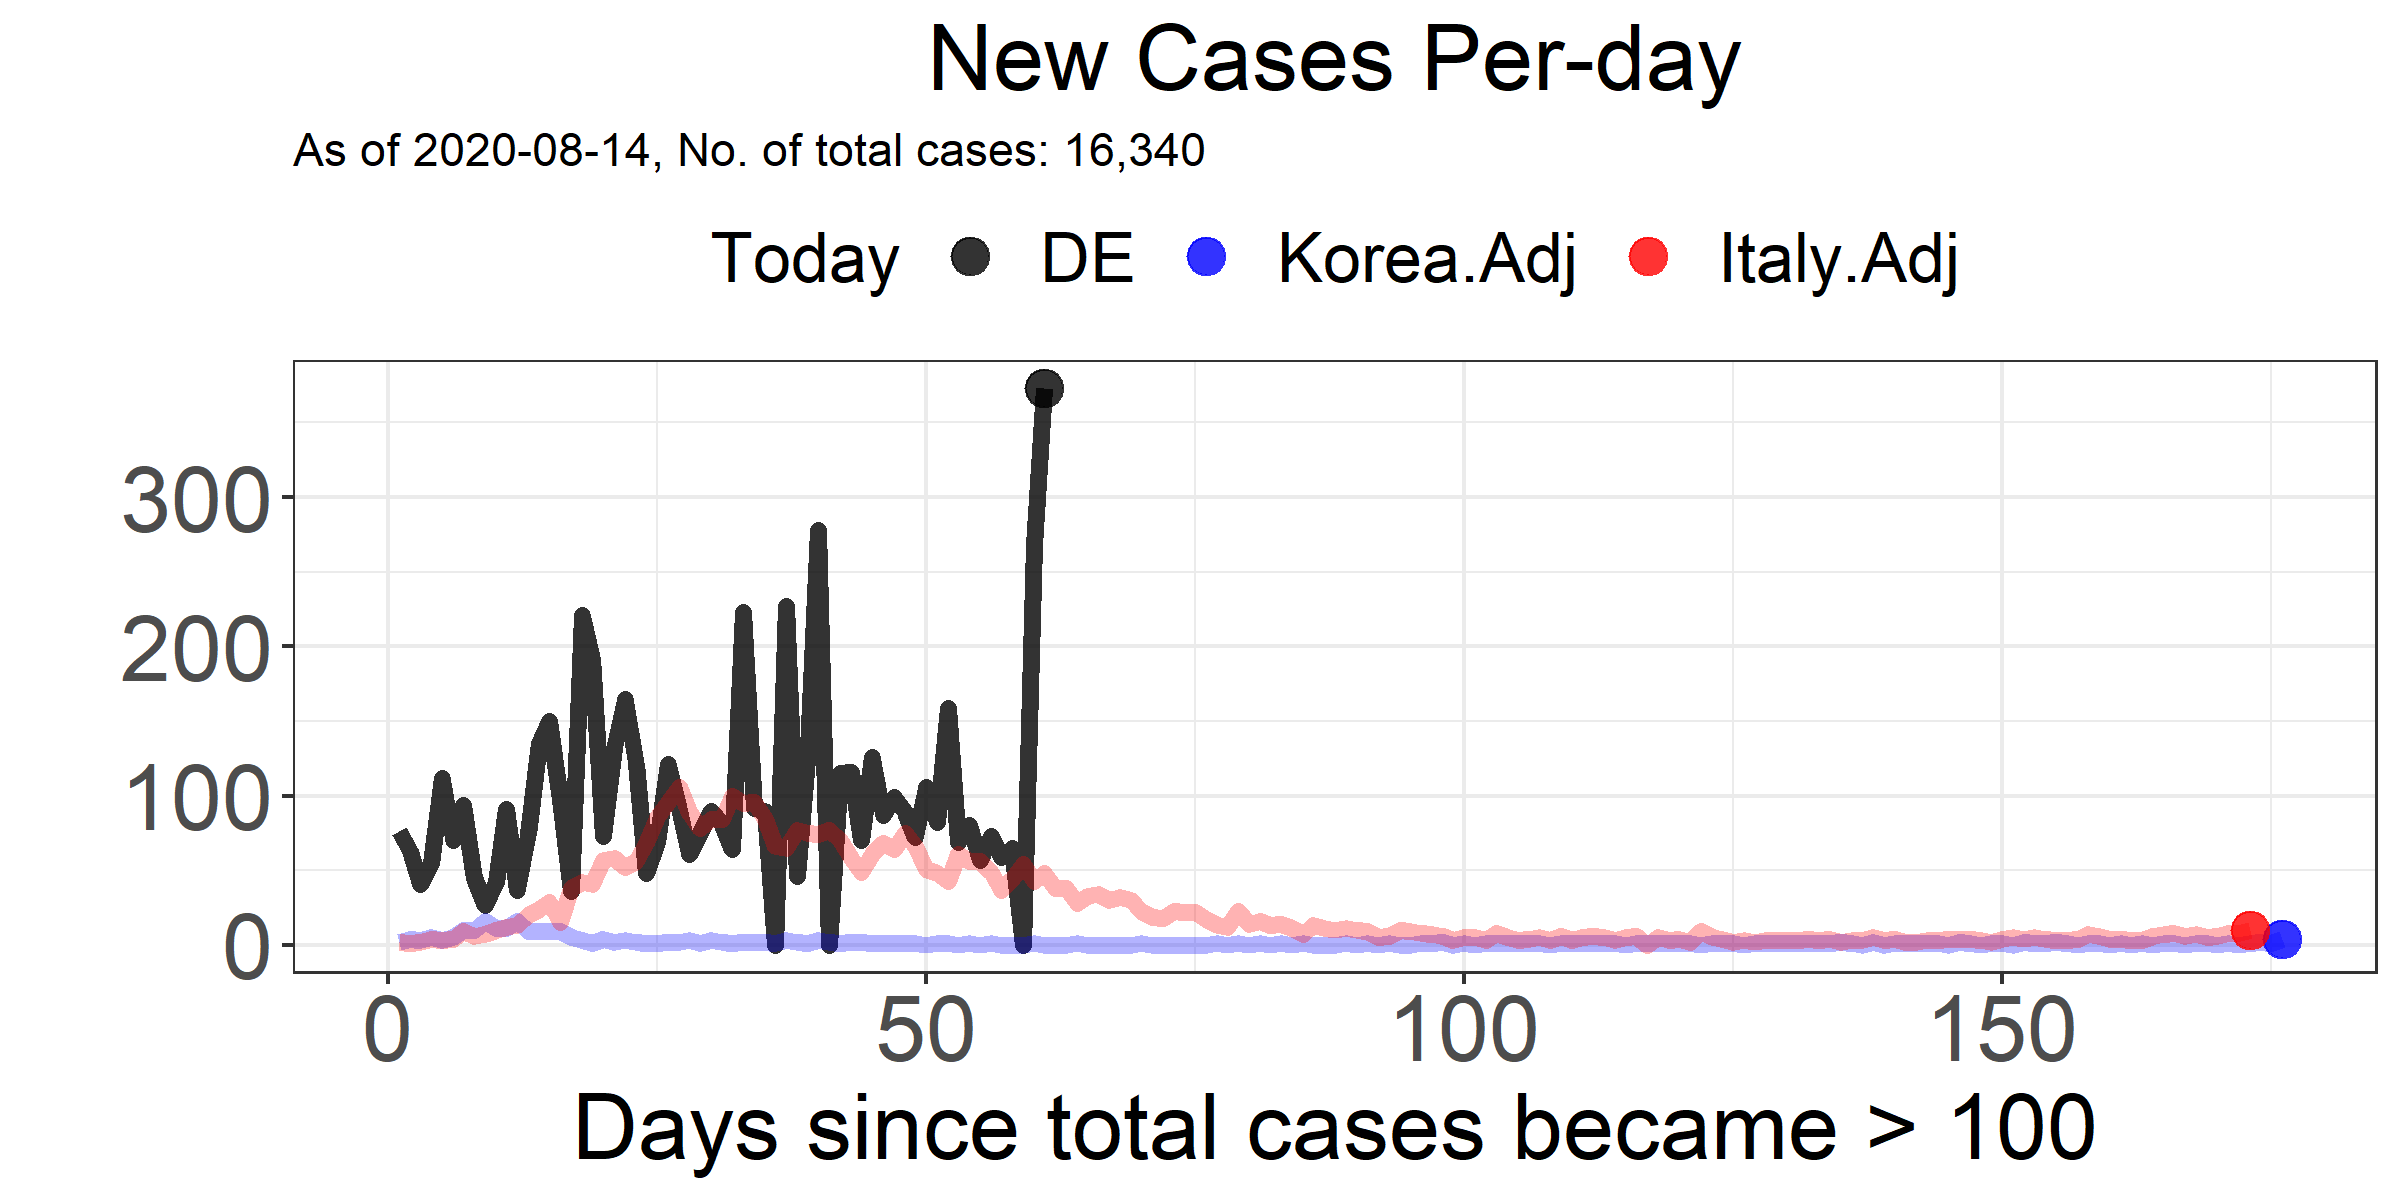 New Cases Per-day
As of 2020-08-14, No. of total cases: 16,340
Today DE Korea.Adj Italy.Adj
300
200
100
0
0 50 100 150
Days since total cases became > 100